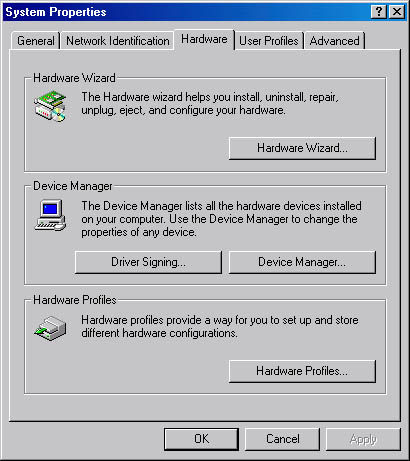 System Properties
General Network Identification Hardware User Profiles Advanced
Hardware Wizard
The Hardware wizard helps you install, uninstall, repair,
unplug, eject, and configure your hardware.
Hardware Wizard...
Device Manager
The Device Manager lists all the hardware devices installed
on your computer. Use the Device Manager to change the
properties of any device.
Driver Signing... Device Manager...
Hardware Profiles
Hardware profiles provide a way for you to set up and store
different hardware configurations.
Hardware Profiles...
OK Cancel Apply